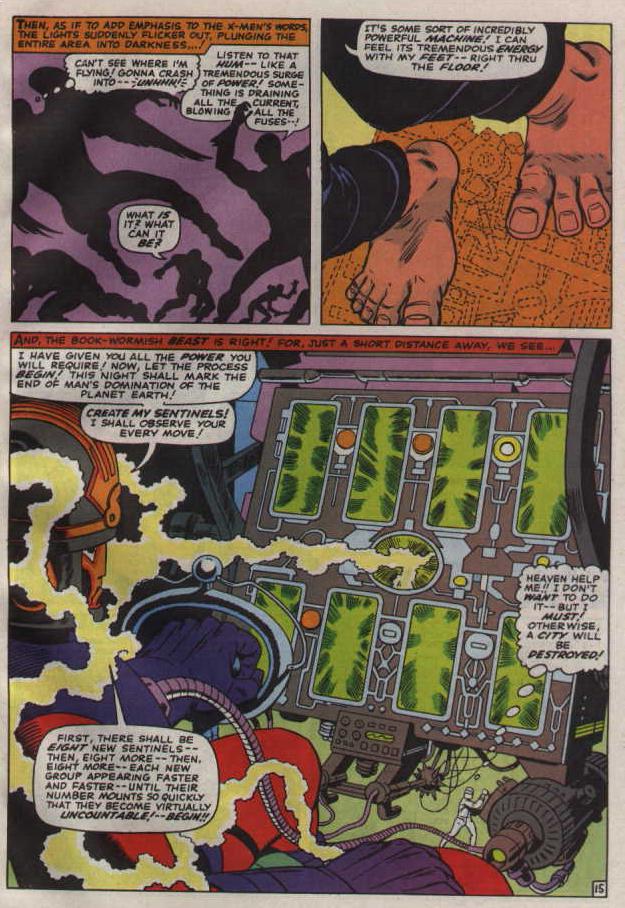 THEN, AS IF TO ADD EMPHASIS TO THE X-MEN'S WORDS,
THE LIGHTS SUDDENLY FLICKER OUT, PLUNGING THE
ENTIRE AREA INTO DARKNESS....!
CAN'T SEE WHERE I'M
FLYING! GONNA CRASH
INTO--UNHHH!
LISTEN TO THAT
HUM--LIKE A
TREMENDOUS SURGE
OF POWER! SOME-
THING IS DRAINING
ALL THE CURRENT,
BLOWING ALL THE
FUSES--!
WHAT IS
IT? WHAT
CAN IT
BE?
IT'S SOME SORT OF INCREDIBLY
POWERFUL MACHINE! I CAN
FEEL ITS TREMENDOUS ENERGY
WITH MY FEET-- RIGHT THRU
THE FLOOR!
AND, THE BOOK-WORMISH BEAST IS RIGHT! FOR, JUST A SHORT DISTANCE AWAY, WE SEE...
I HAVE GIVEN YOU ALL THE POWER YOU
WILL REQUIRE! NOW, LET THE PROCESS
BEGIN! THIS NIGHT SHALL MARK THE
END OF MAN'S DOMINATION OF THE
PLANET EARTH!
CREATE MY SENTINELS!
I SHALL OBSERVE YOUR
EVERY MOVE!
HEAVEN HELP
ME!! I DON'T
WANT TO DO
IT--BUT I
MUST!
OTHERWISE,
A CITY WILL
BE
DESTROYED!
FIRST, THERE SHALL BE
EIGHT NEW SENTINELS--
THEN, EIGHT MORE--THEN,
EIGHT MORE--EACH NEW
GROUP APPEARING FASTER
AND FASTER--UNTIL THEIR
NUMBER MOUNTS SO QUICKLY
THAT THEY BECOME VIRTUALLY
UNCOUNTABLE!--BEGIN!!
15